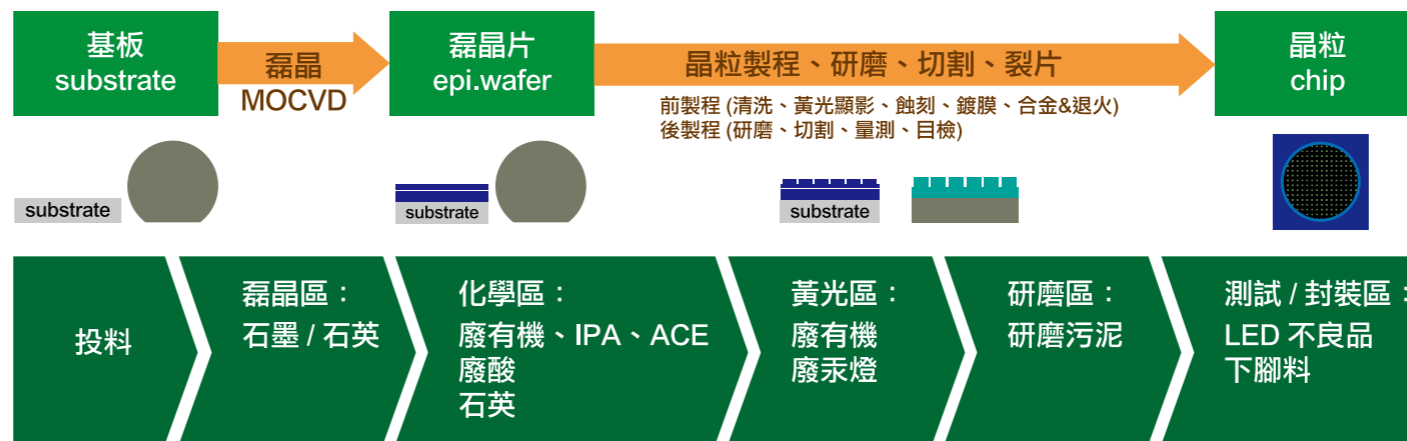 基板
substrate
磊晶
MOCVD
磊晶片
epi.wafer
晶粒製程、研磨、切割、裂片
前製程 (清洗、黃光顯影、蝕刻、鍍膜、合金&退火)
後製程 (研磨、切割、量測、目檢)
晶粒
chip
substrate
substrate
substrate
投料
磊晶區：
石墨 / 石英
化學區：
廢有機、IPA、ACE
廢酸
石英
黃光區：
廢有機
廢汞燈
研磨區：
研磨污泥
測試 / 封裝區：
LED 不良品
下腳料